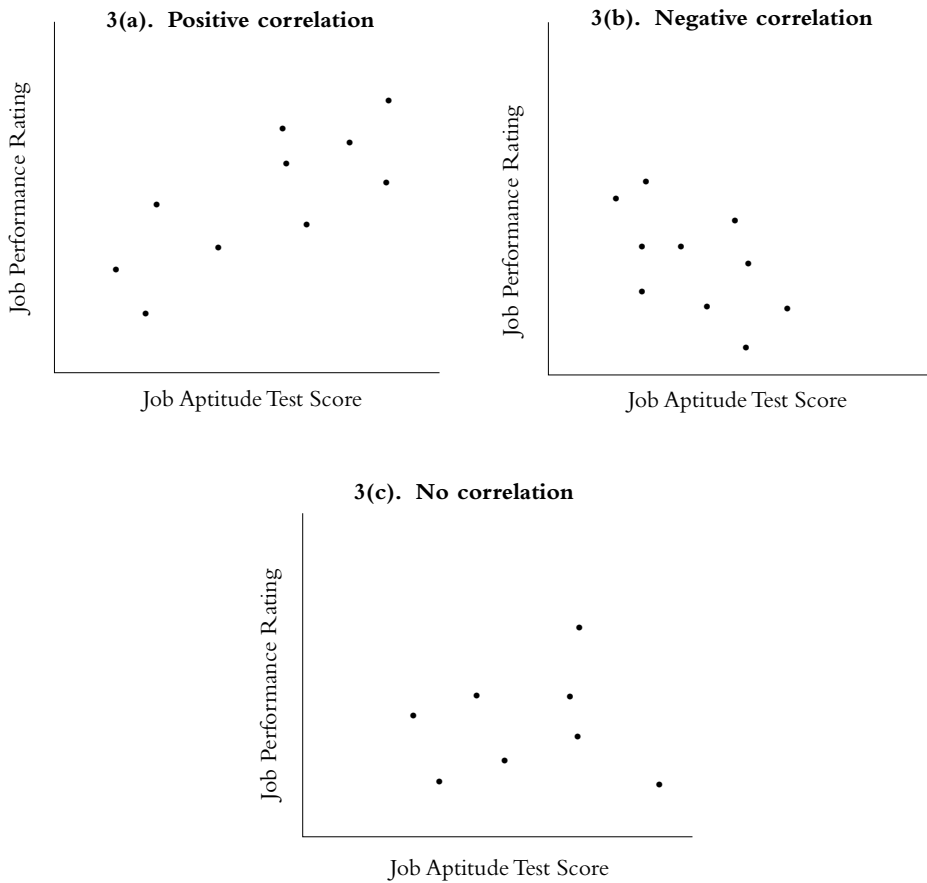 3(a). Positive correlation
Job Performance Rating
Job Aptitude Test Score
3(b). Negative correlation
Job Performance Rating
Job Aptitude Test Score
3(c). No correlation
Job Performance Rating
Job Aptitude Test Score